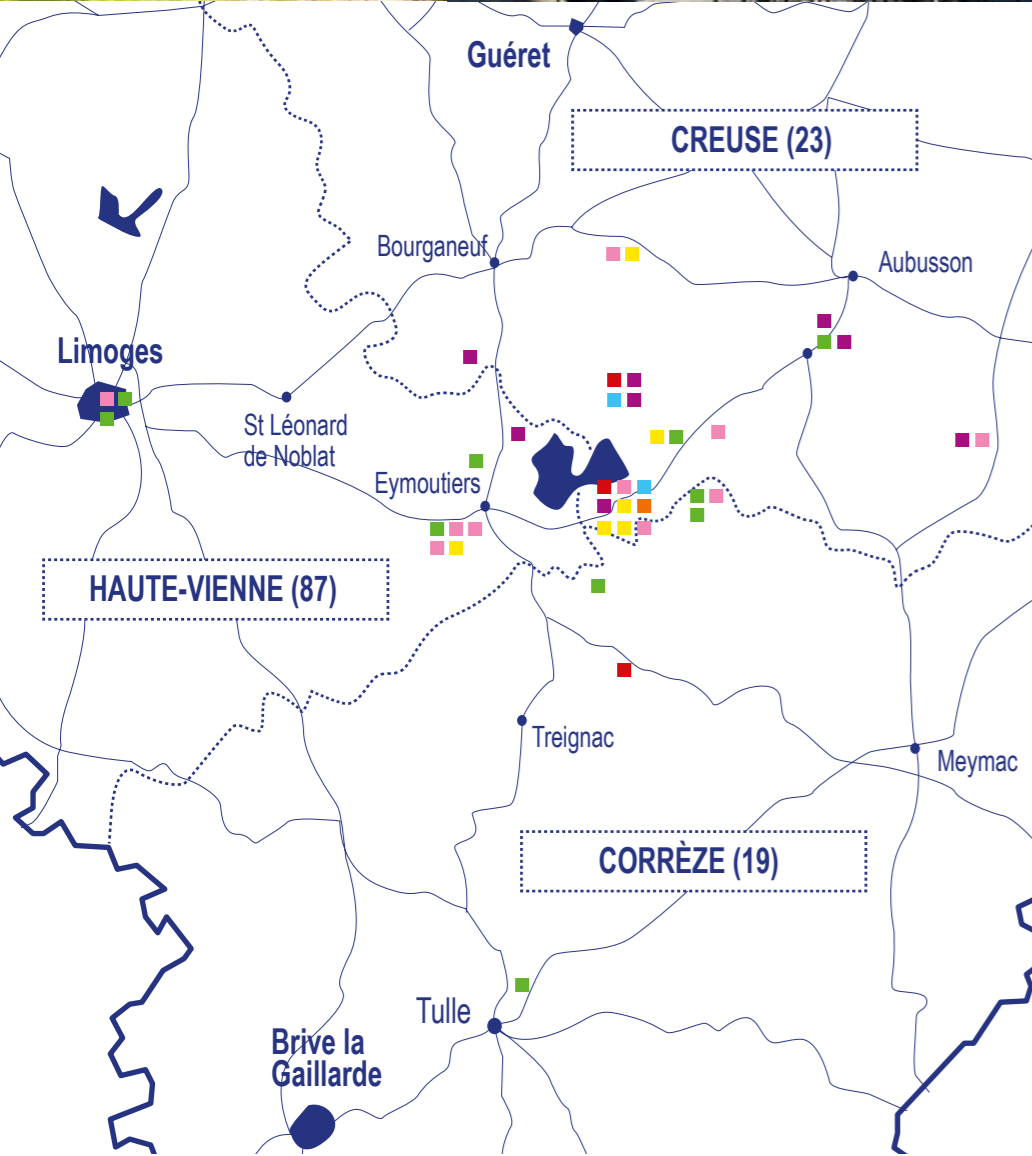 Guéret
CREUSE (23)
Bourganeuf
Aubusson
Limoges
St Léonard
de Noblat
Eymoutiers
HAUTE-VIENNE (87)
Treignac
Meymac
CORRÈZE (19)
Tulle
Brive la
Gaillarde